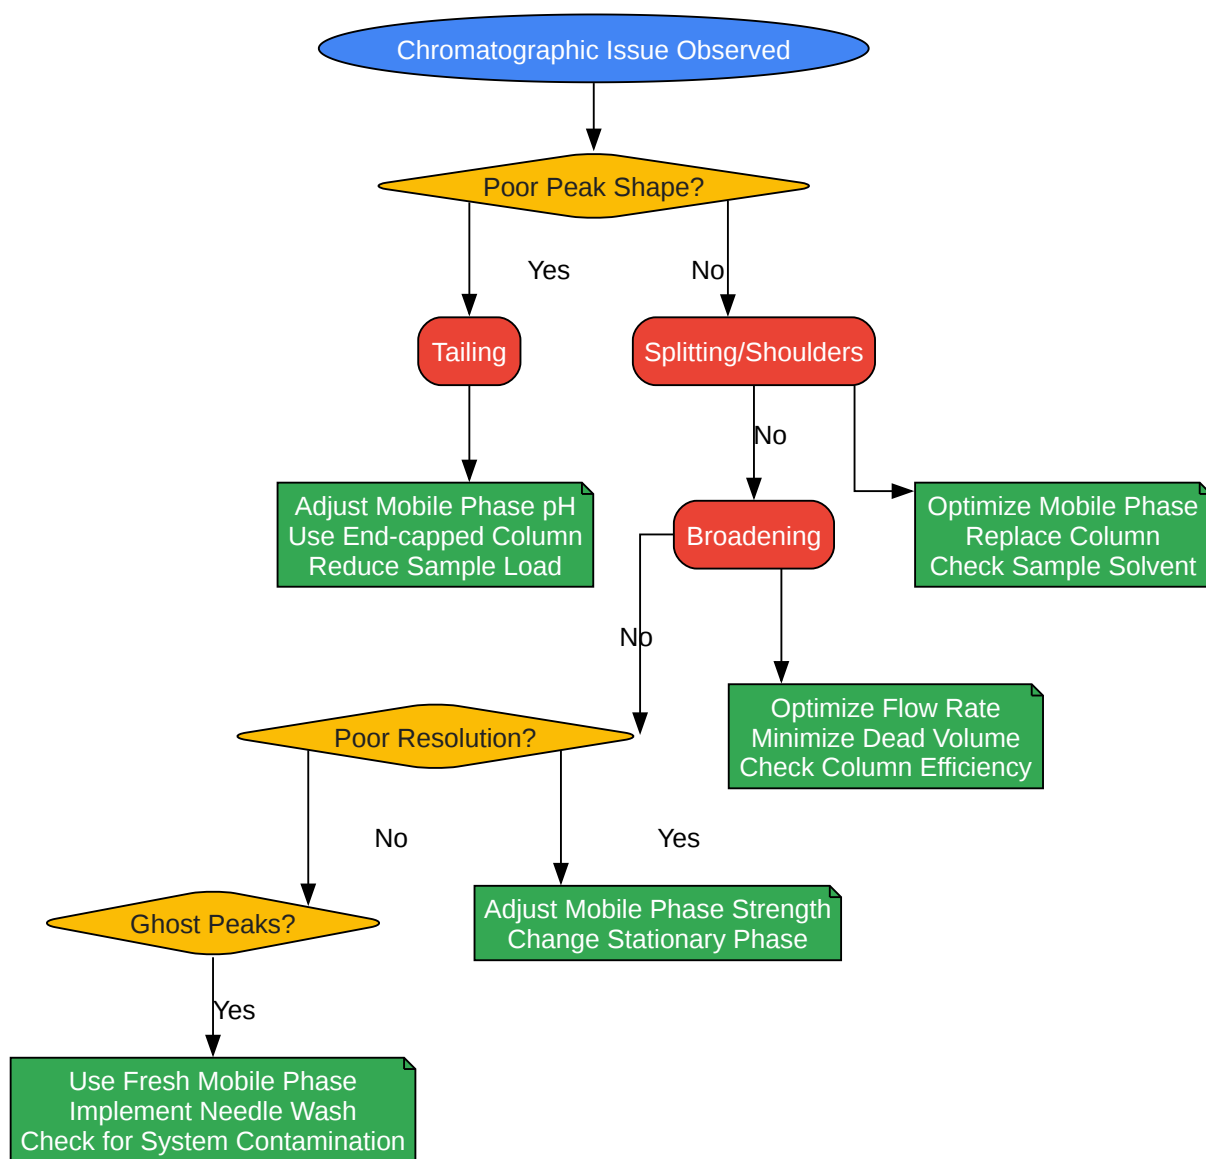 Chromatographic Issue Observed
Poor Peak Shape?
Yes
No
Tailing
Splitting/Shoulders
No
Adjust Mobile Phase pH
Use End-capped Column
Reduce Sample Load
Broadening
Optimize Mobile Phase
Replace Column
Check Sample Solvent
No
Poor Resolution?
Optimize Flow Rate
Minimize Dead Volume
Check Column Efficiency
No
Yes
Ghost Peaks?
Adjust Mobile Phase Strength
Change Stationary Phase
Yes
Use Fresh Mobile Phase
Implement Needle Wash
Check for System Contamination